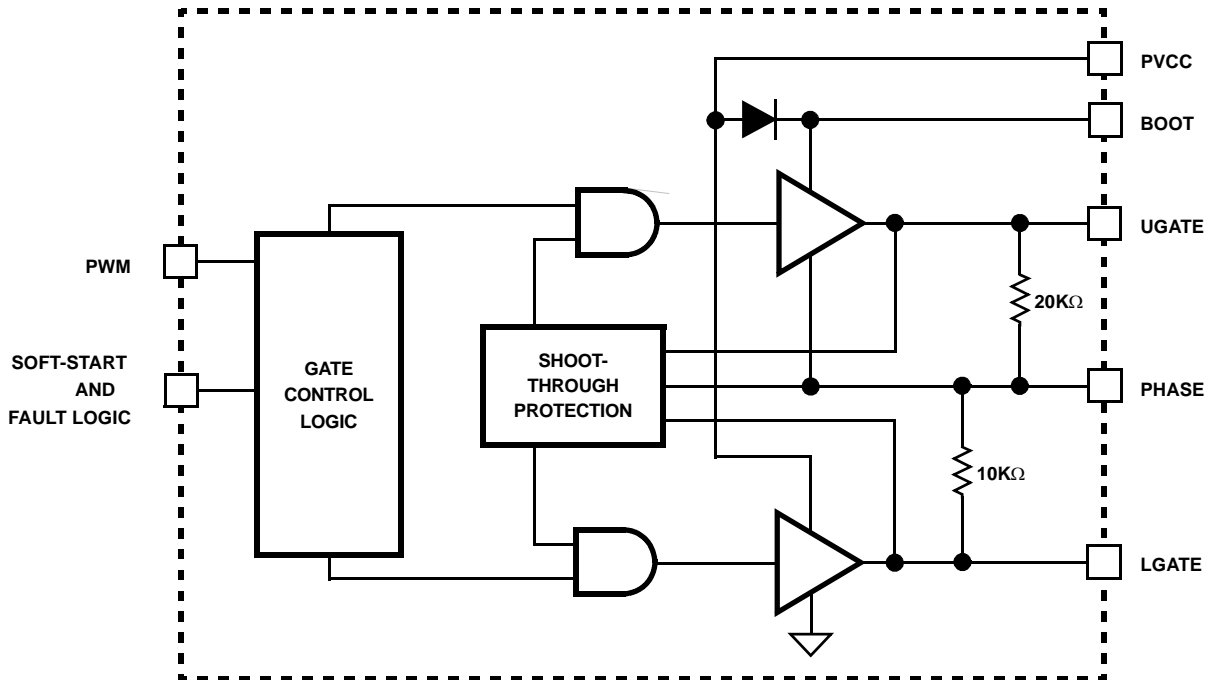 PVCC
BOOT
UGATE
PWM
20KΩ
SOFT-START
AND
FAULT LOGIC
GATE
CONTROL
LOGIC
SHOOT-
THROUGH
PROTECTION
PHASE
10KΩ
LGATE